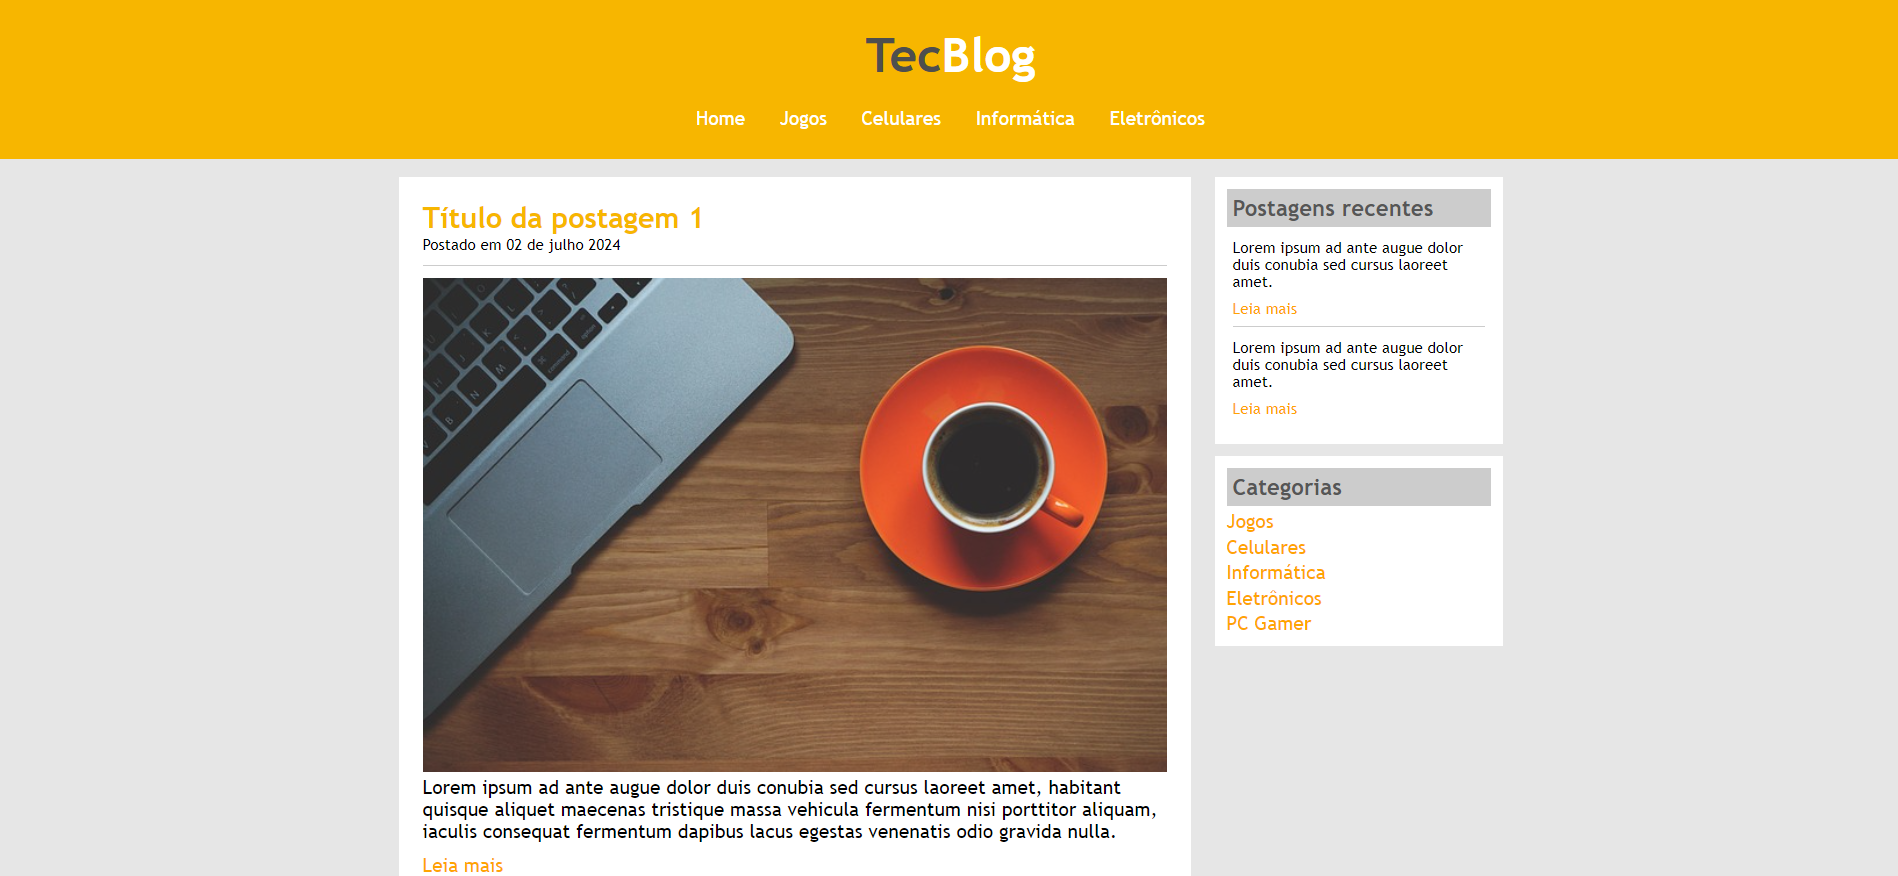 TecBlog
Home Jogos Celulares Informática Eletrônicos
Título da postagem 1
Postado em 02 de julho 2024
command
option
B
N
M
H
J
K
L
Lorem ipsum ad ante augue dolor duis conubia sed cursus laoreet amet, habitant
quisque aliquet maecenas tristique massa vehicula fermentum nisi porttitor aliquam,
iaculis consequat fermentum dapibus lacus egestas venenatis odio gravida nulla.
Leia mais
Postagens recentes
Lorem ipsum ad ante augue dolor
duis conubia sed cursus laoreet
amet.
Leia mais
Lorem ipsum ad ante augue dolor
duis conubia sed cursus laoreet
amet.
Leia mais
Categorias
Jogos
Celulares
Informática
Eletrônicos
PC Gamer